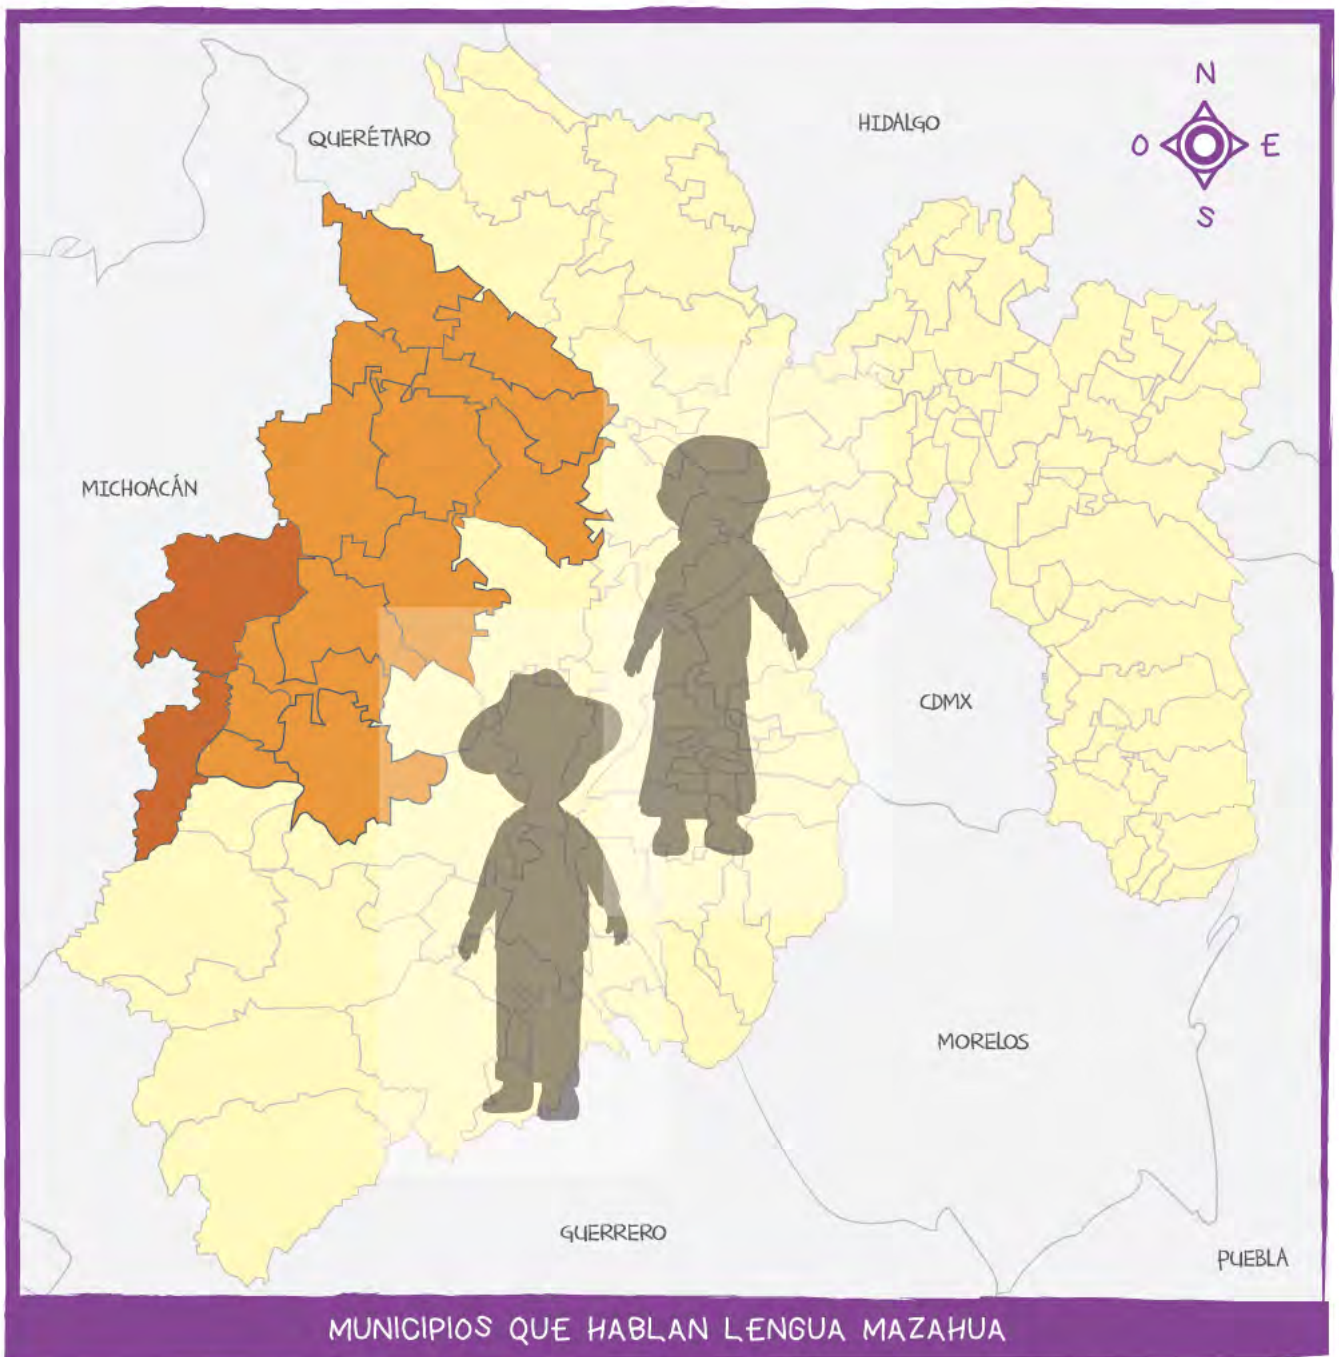 N
HIDALGO
QUERÉTARO
O
E
S
MICHOACÁN
CDMX
MORELOS
GUERRERO
PUEBLA
MUNICIPIOS QUE HABLAN LENGUA MAZAHUA